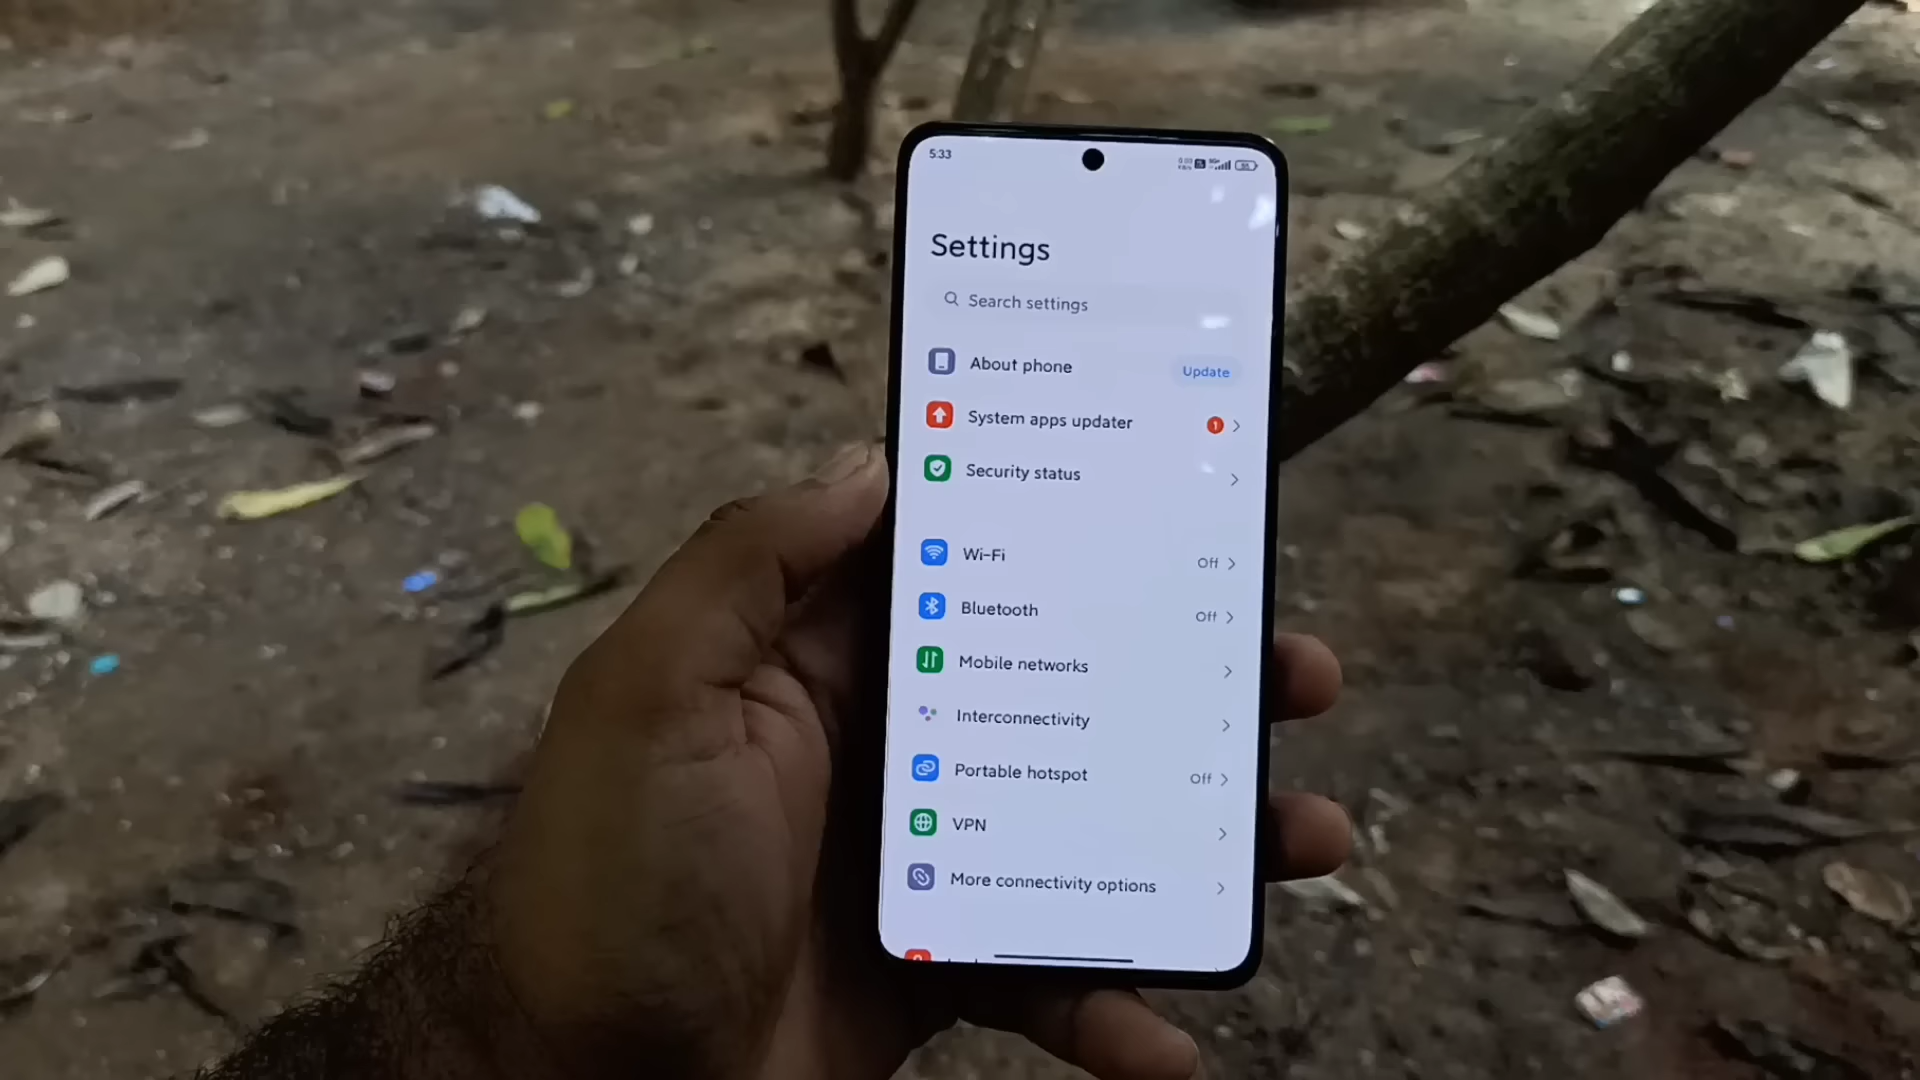 5:33
Settings
Search settings
About phone
Update
System apps updater
1
Security status
Wi-Fi
Off
Bluetooth
Off
Mobile networks
Interconnectivity
Portable hotspot
Off
VPN
More connectivity options